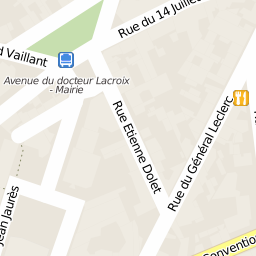 Rue du 14 Juille
d Vaillant
Avenue du docteur Lacroix
- Mairie
Rue Etienne Dolet
Rue du Général Leclerc
Jean Jaurès
Convention